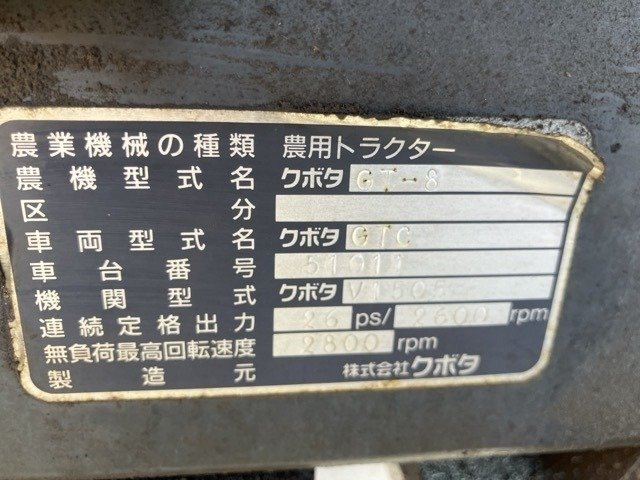 農業機械の種類 農用トラクター
農機型式名 クボタ GT-8
区分
車両型式名 クボタ GTC
車台番号 51011
機関型式 クボタ V1505
連続定格出力 26 ps/ 2600 rpm
無負荷最高回転速度 2800 rpm
製造元 株式会社クボタ